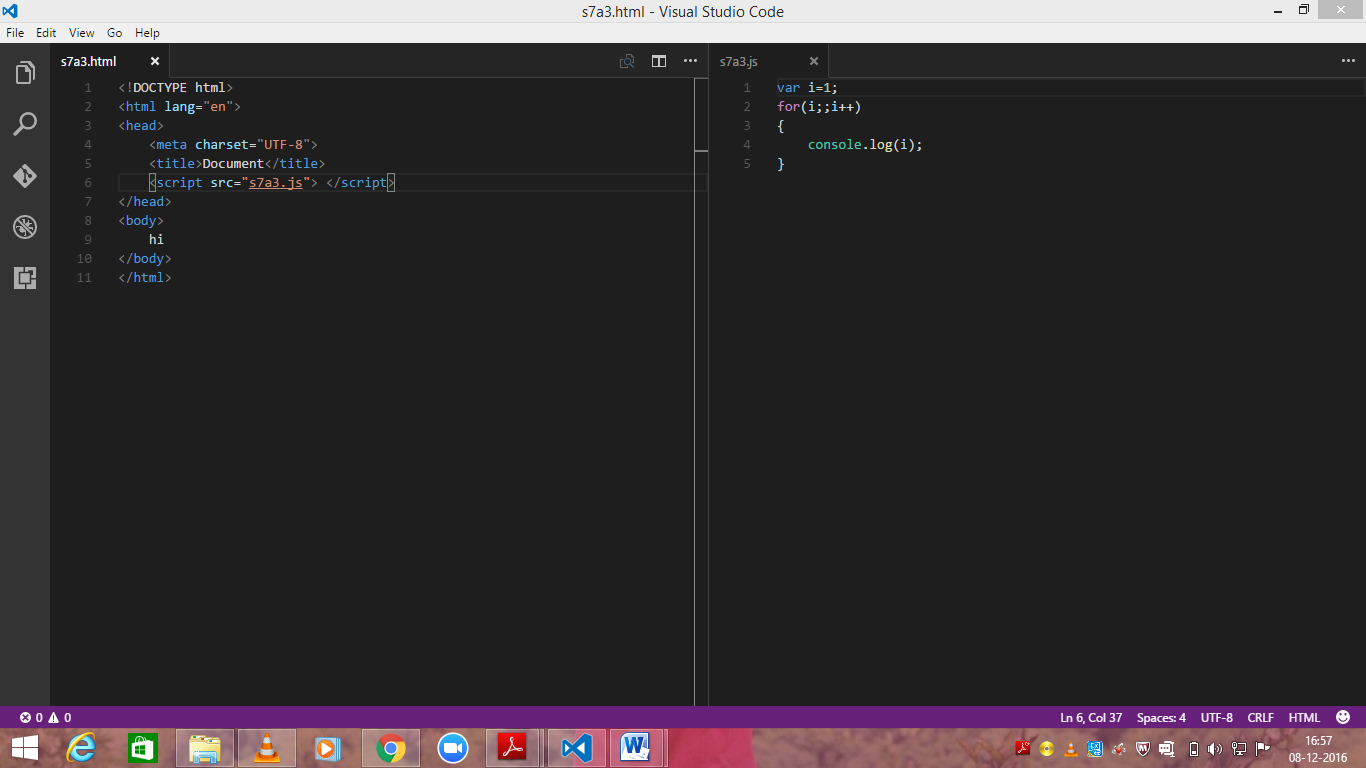 s7a3.html - Visual Studio Code
File Edit View Go Help
s7a3.html
1 <!DOCTYPE html>
2 <html lang="en">
3 <head>
4     <meta charset="UTF-8">
5     <title>Document</title>
6     <script src="s7a3.js"> </script>
7 </head>
8 <body>
9     hi
10 </body>
11 </html>
s7a3.js
1 var i=1;
2 for(i;;i++)
3 {
4     console.log(i);
5 }
0 0 Ln 6, Col 37 Spaces: 4 UTF-8 CRLF HTML
16:57
08-12-2016